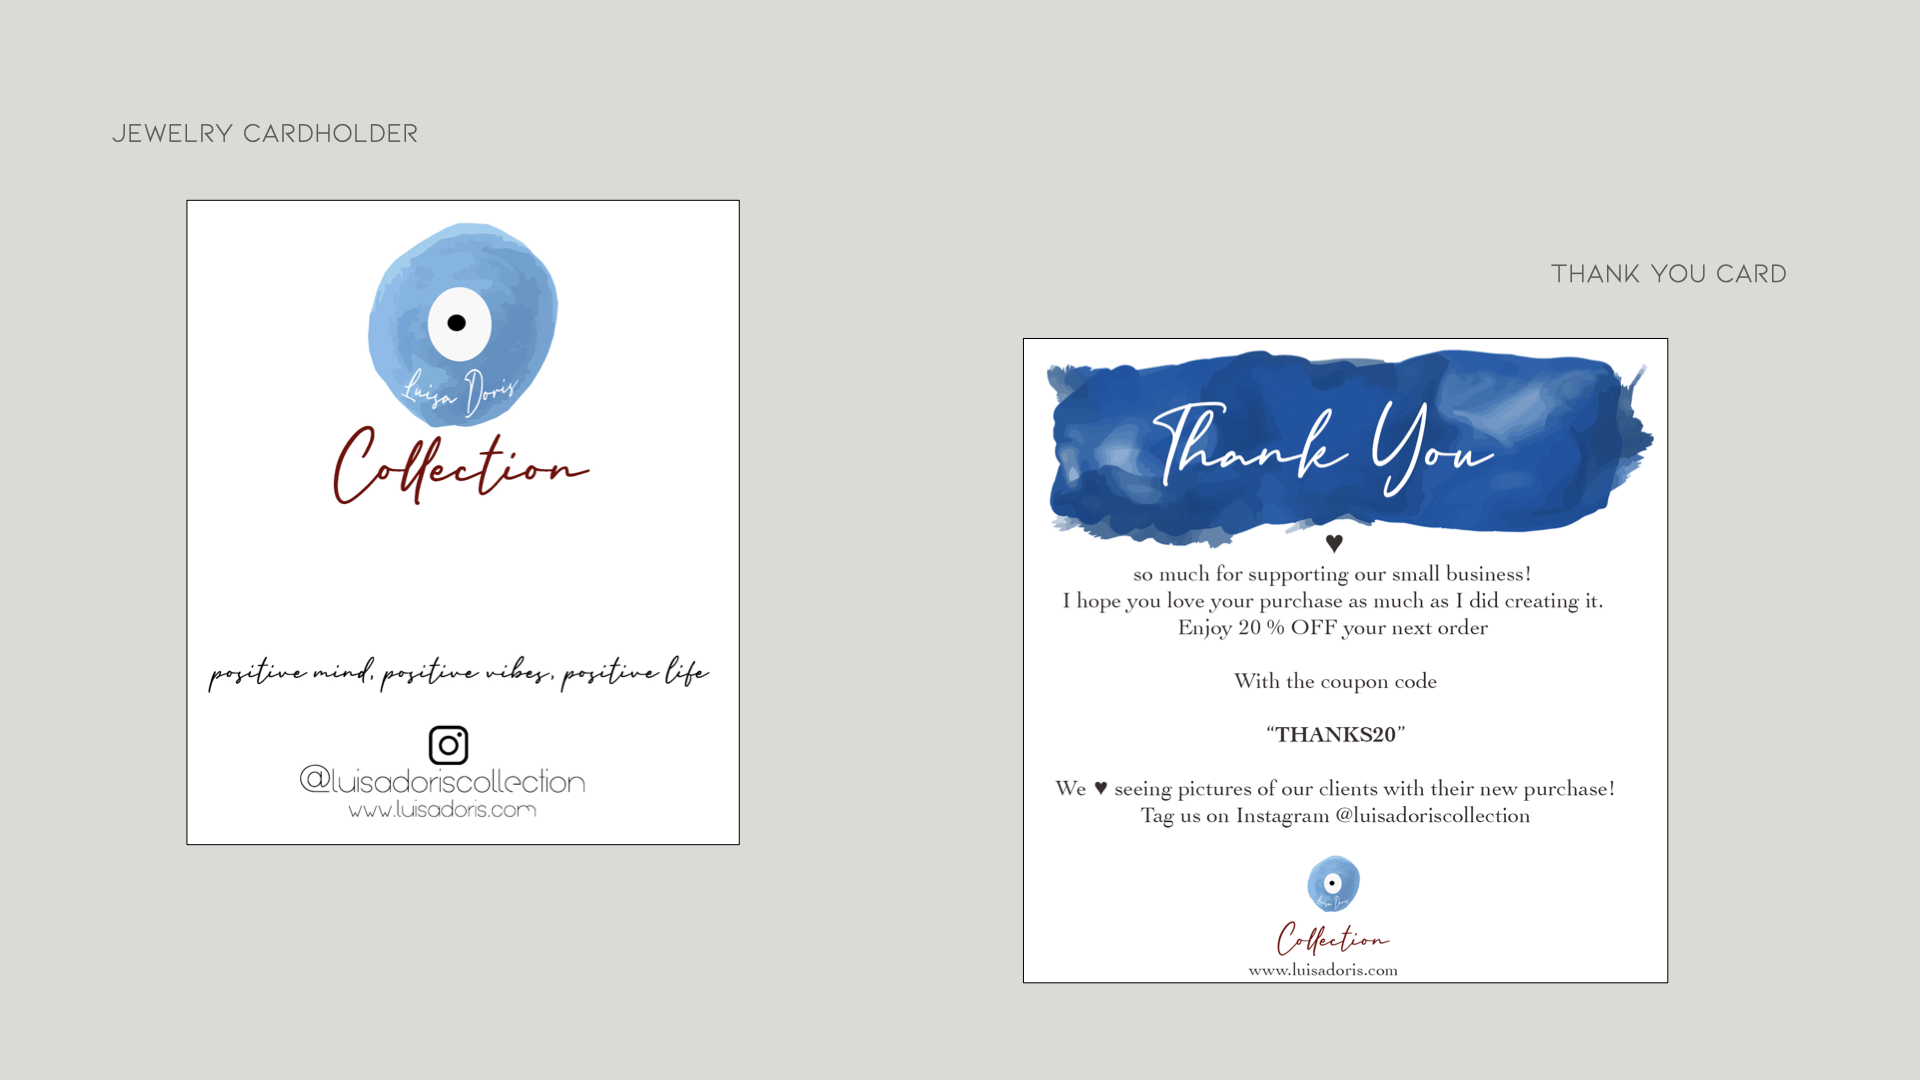 JEWELRY CARDHOLDER
Luisa Doris
Collection
positive mind, positive vibes, positive life
@luisadoriscollection
www.luisadoris.com
THANK YOU CARD
Thank You
♥
so much for supporting our small business!
I hope you love your purchase as much as I did creating it.
Enjoy 20 % OFF your next order
With the coupon code
“THANKS20”
We ♥ seeing pictures of our clients with their new purchase!
Tag us on Instagram @luisadoriscollection
Luisa Doris
Collection
www.luisadoris.com